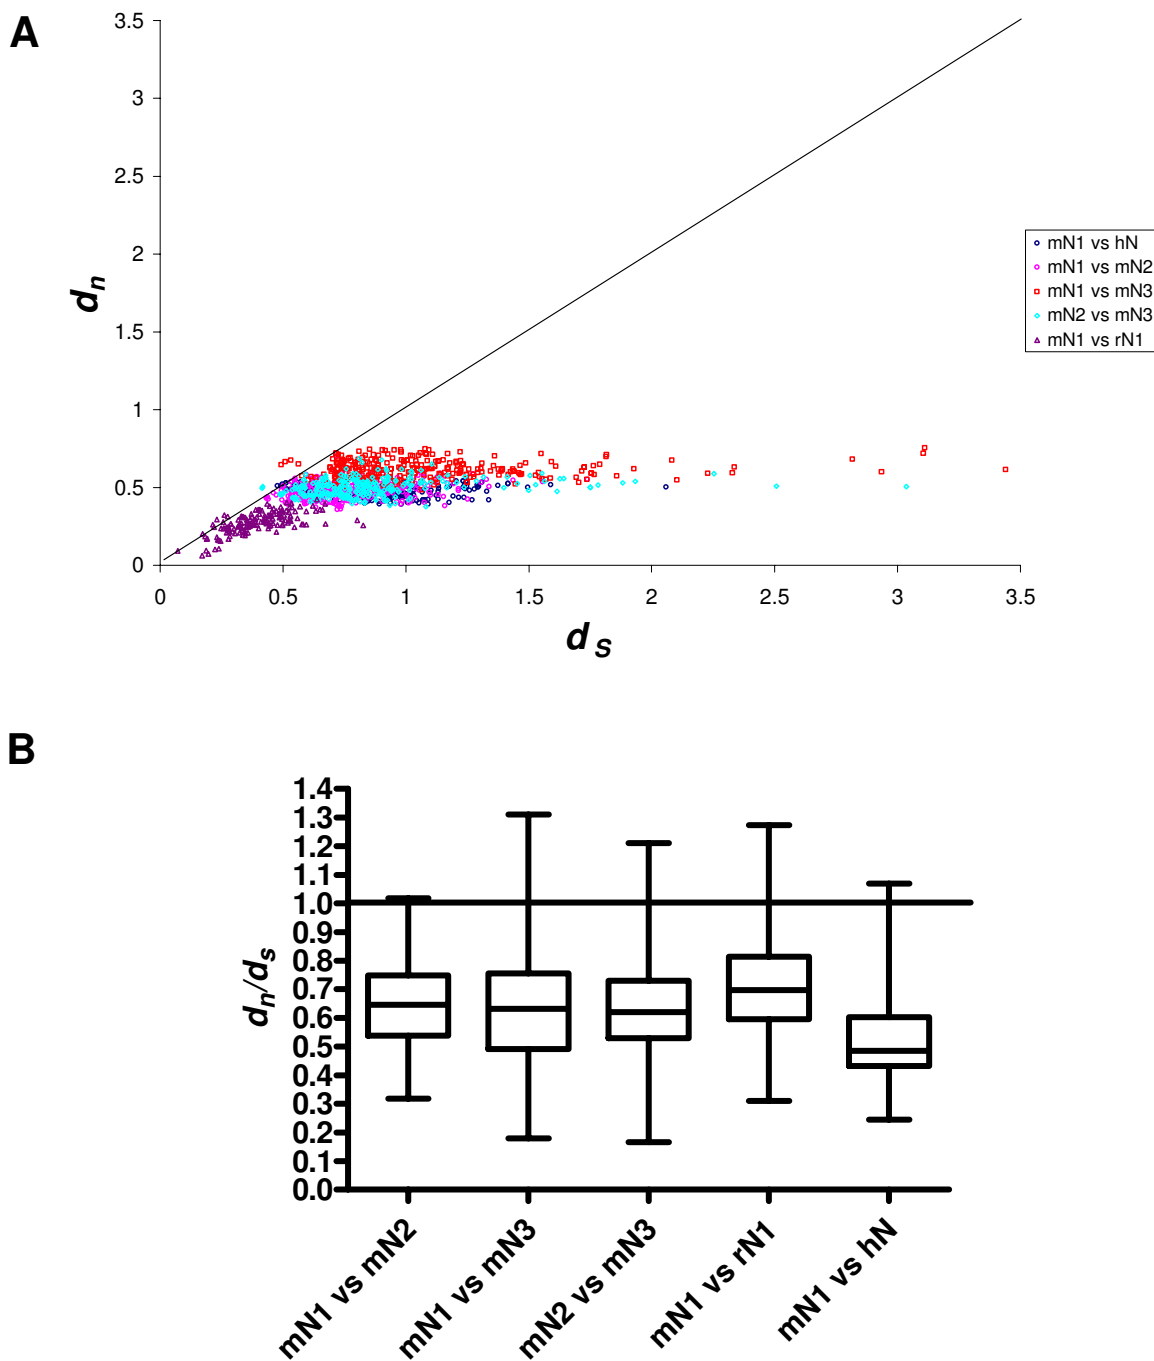 A
3.5
3
2.5
2
1.5
1
0.5
0
dn
0 0.5 1 1.5 2 2.5 3 3.5
dS
mN1 vs hN
mN1 vs mN2
mN1 vs mN3
mN2 vs mN3
mN1 vs rN1
B
1.4
1.3
1.2
1.1
1.0
0.9
0.8
0.7
0.6
0.5
0.4
0.3
0.2
0.1
0.0
dn/ds
mN1 vs mN2
mN1 vs mN3
mN2 vs mN3
mN1 vs rN1
mN1 vs hN